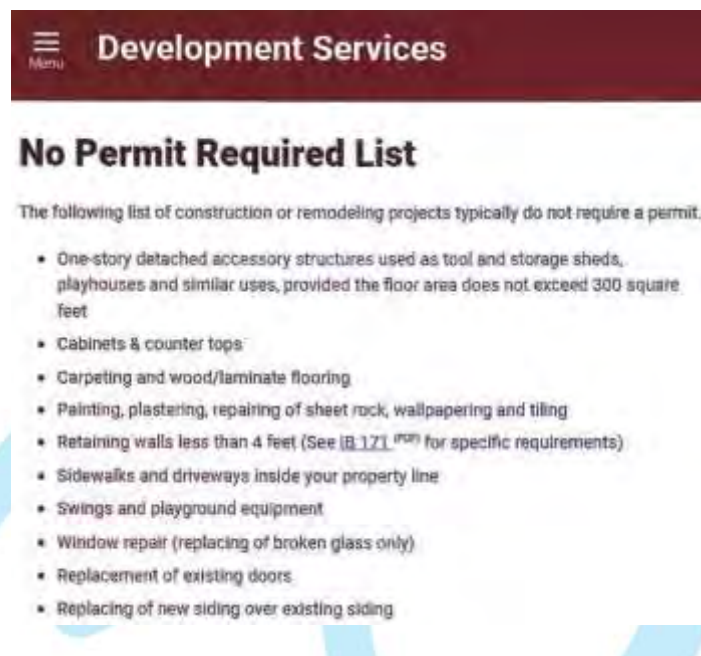 Menu
Development Services
No Permit Required List
The following list of construction or remodeling projects typically do not require a permit.
• One-story detached accessory structures used as tool and storage sheds,
playhouses and similar uses, provided the floor area does not exceed 300 square
feet
• Cabinets & counter tops
• Carpeting and wood/laminate flooring
• Painting, plastering, repairing of sheet rock, wallpapering and tiling
• Retaining walls less than 4 feet (See IB 171 (PDF) for specific requirements)
• Sidewalks and driveways inside your property line
• Swings and playground equipment
• Window repair (replacing of broken glass only)
• Replacement of existing doors
• Replacing of new siding over existing siding